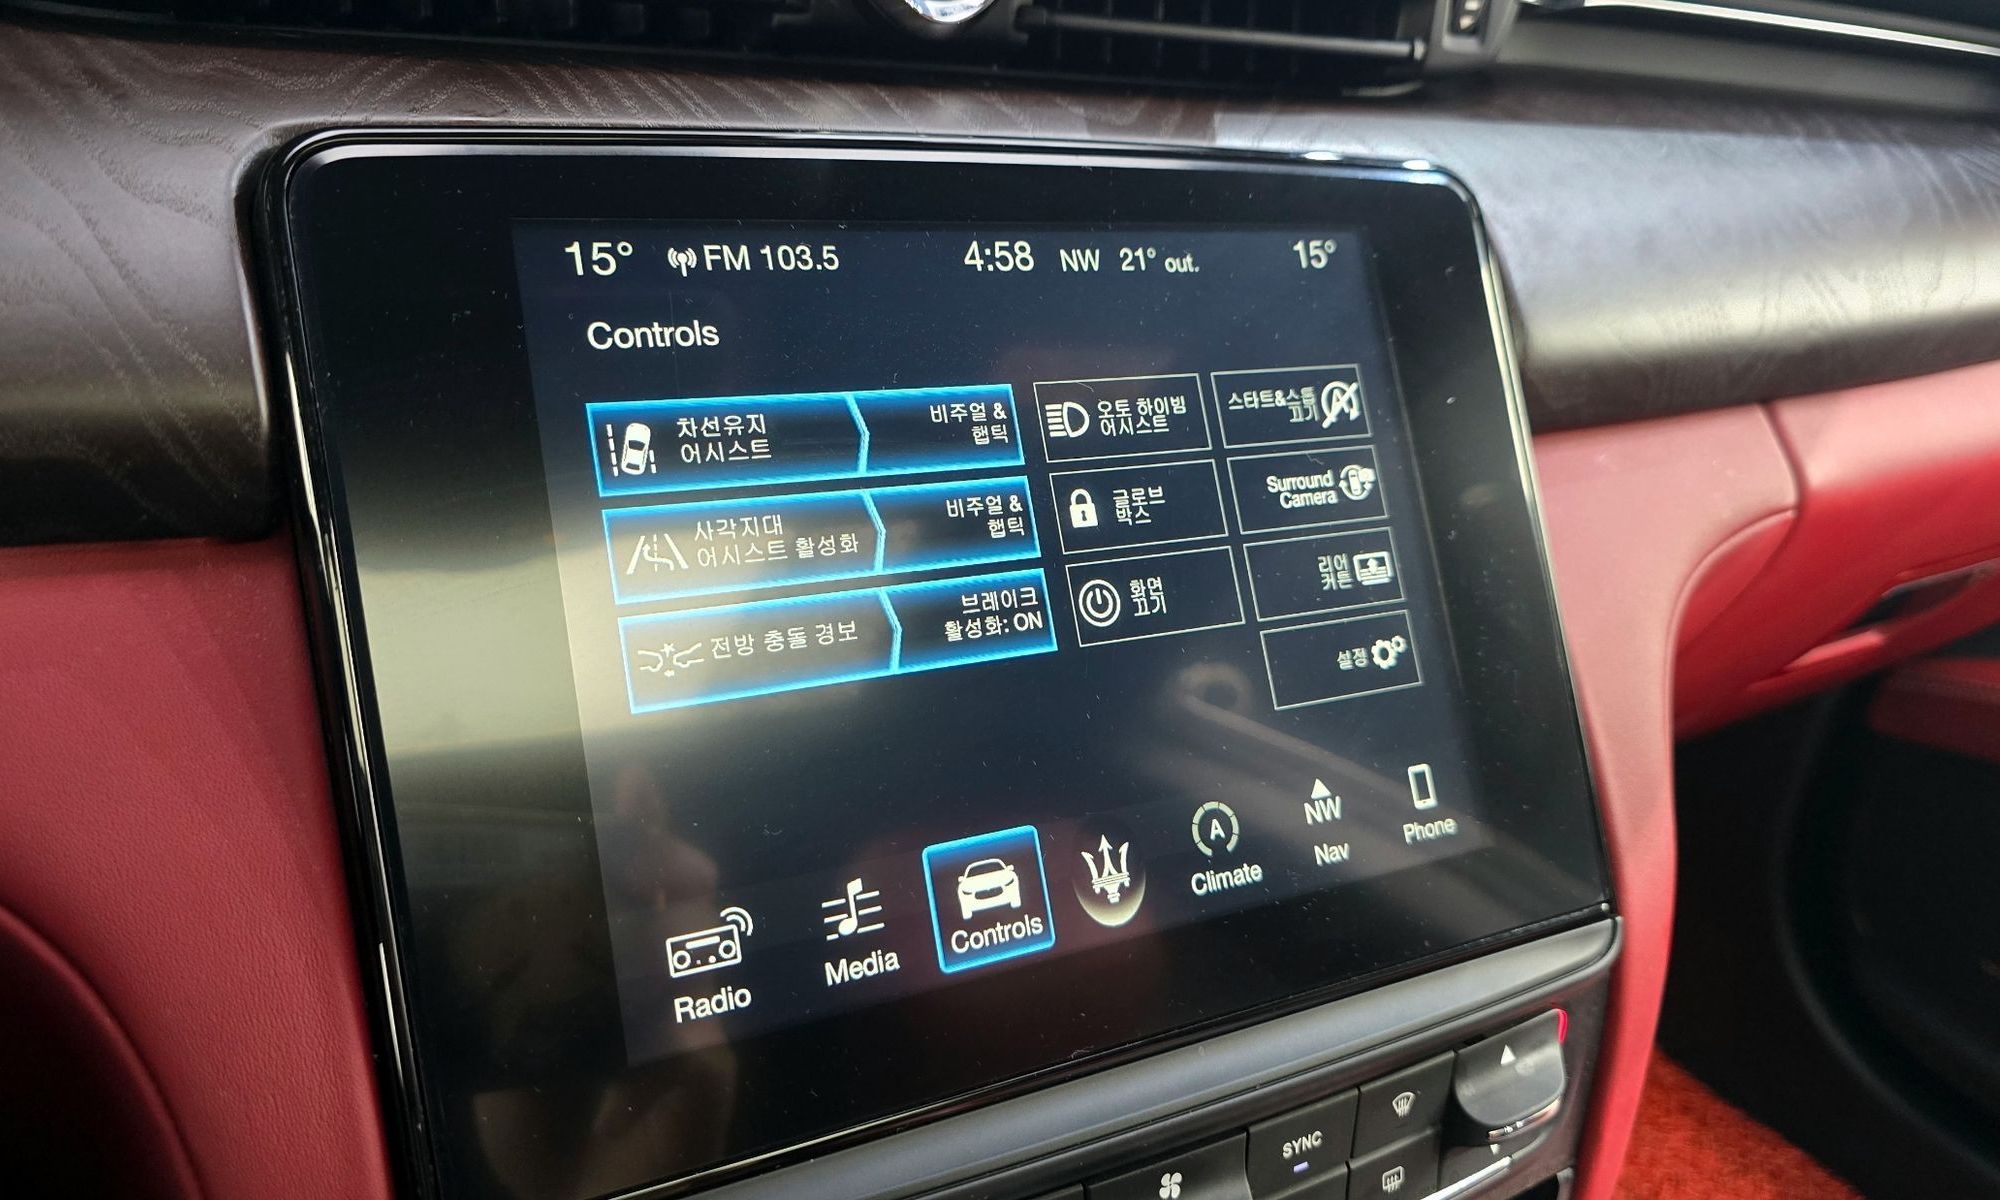 15° FM 103.5 4:58 NW 21° out. 15°
Controls
차선유지
어시스트
비주얼 &
햅틱
오토 하이빔
어시스트
스타트&스톱
끄기
사각지대
어시스트 활성화
비주얼 &
햅틱
글로브
박스
Surround
Camera
전방 충돌 경보
브레이크
활성화: ON
화면
끄기
리어
커튼
설정
Radio
Media
Controls
A
Climate
NW
Nav
Phone
SYNC